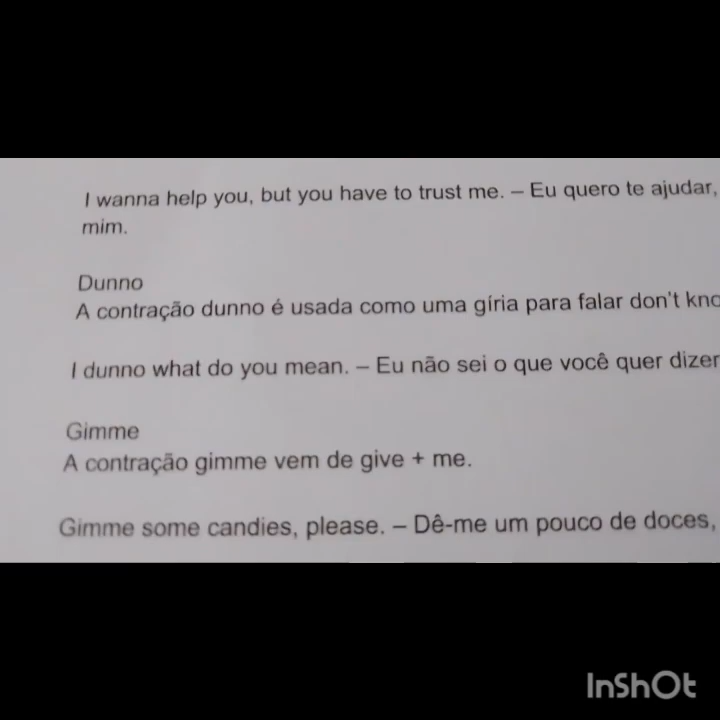 I wanna help you, but you have to trust me. – Eu quero te ajudar,
mim.
Dunno
A contração dunno é usada como uma gíria para falar don't
I dunno what do you mean. – Eu não sei o que você quer dizer
Gimme
A contração gimme vem de give + me.
Gimme some candies, please. – Dê-me um pouco de doces,
InShOt